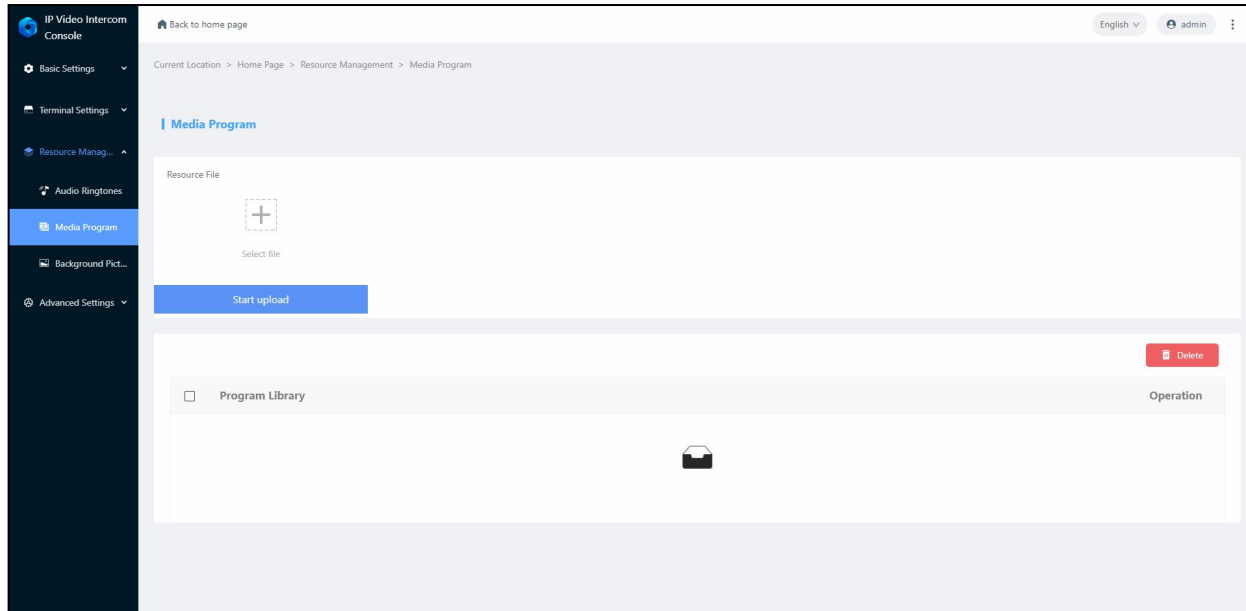 IP Video Intercom
Console
Back to home page
English
admin
Basic Settings
Current Location > Home Page > Resource Management > Media Program
Terminal Settings
Media Program
Resource Manag...
Resource File
Audio Ringtones
Media Program
Select file
Background Pict...
Start upload
Advanced Settings
Delete
Program Library
Operation